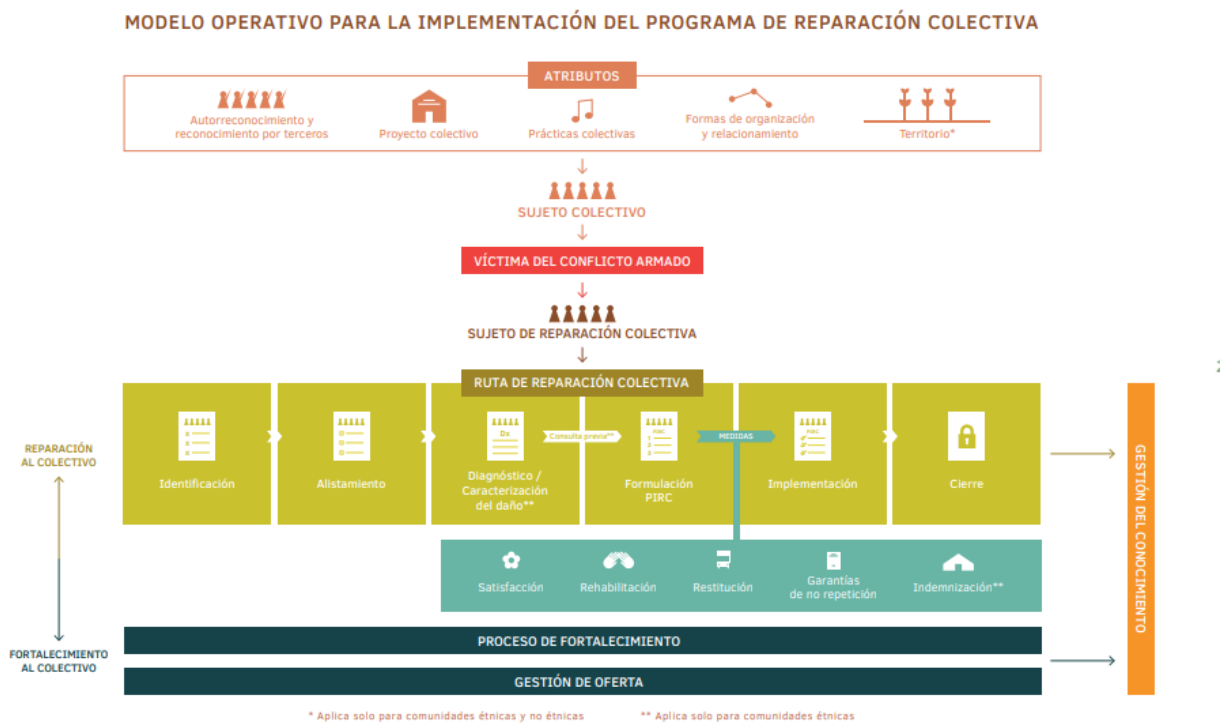 MODELO OPERATIVO PARA LA IMPLEMENTACIÓN DEL PROGRAMA DE REPARACIÓN COLECTIVA
ATRIBUTOS
Autorreconocimiento y
reconocimiento por terceros
Proyecto colectivo
Prácticas colectivas
Formas de organización
y relacionamiento
Territorio*
SUJETO COLECTIVO
VÍCTIMA DEL CONFLICTO ARMADO
SUJETO DE REPARACIÓN COLECTIVA
RUTA DE REPARACIÓN COLECTIVA
REPARACIÓN
AL COLECTIVO
Identificación
Alistamiento
Dx
Diagnóstico /
Caracterización
del daño**
Consulta previa**
PIRC
1
2
3
Formulación
PIRC
MEDIDAS
PIRC
Implementación
Cierre
Satisfacción
Rehabilitación
Restitución
Garantías
de no repetición
Indemnización**
FORTALECIMIENTO
AL COLECTIVO
PROCESO DE FORTALECIMIENTO
GESTIÓN DE OFERTA
GESTIÓN DEL CONOCIMIENTO
* Aplica solo para comunidades étnicas y no étnicas
** Aplica solo para comunidades étnicas